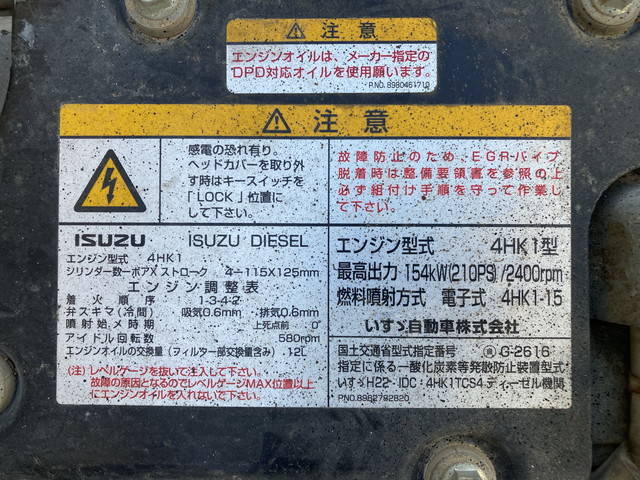 ⚠ 注意
エンジンオイルは、メーカー指定の
DPD対応オイルを使用願います。
P.NO. 8980461710
⚠ 注意
感電の恐れ有り。
ヘッドカバーを取り外
す時はキースイッチを
「LOCK」位置に
して下さい。
故障防止のため、EGRパイプ
脱着時は整備要領書を参照の上
必ず組付け手順を守って作業し
て下さい。
ISUZU ISUZU DIESEL
エンジン型式 4HK1
シリンダー数−ボアXストローク 4−115X125mm
エンジン調整表
着火順序 1-3-4-2
弁スキマ(冷間) 吸気0.6mm 排気0.6mm
噴射始メ時期 上死点前 0°
アイドル回転数 580rpm
エンジンオイルの交換量(フィルター部交換量含み) 12L
(注)レベルゲージを抜いて注入して下さい。
故障の原因となるのでレベルゲージMAX位置以上
にエンジンオイルを入れないで下さい。
エンジン型式 4HK1型
最高出力 154kW(210PS)/2400rpm
燃料噴射方式 電子式 4HK1-15
いすゞ自動車株式会社
国土交通省型式指定番号 G-2616
指定に係る一酸化炭素等発散防止装置型式
いすゞH22・IDC:4HK1TCS4ディーゼル機関
P.NO.8982782820